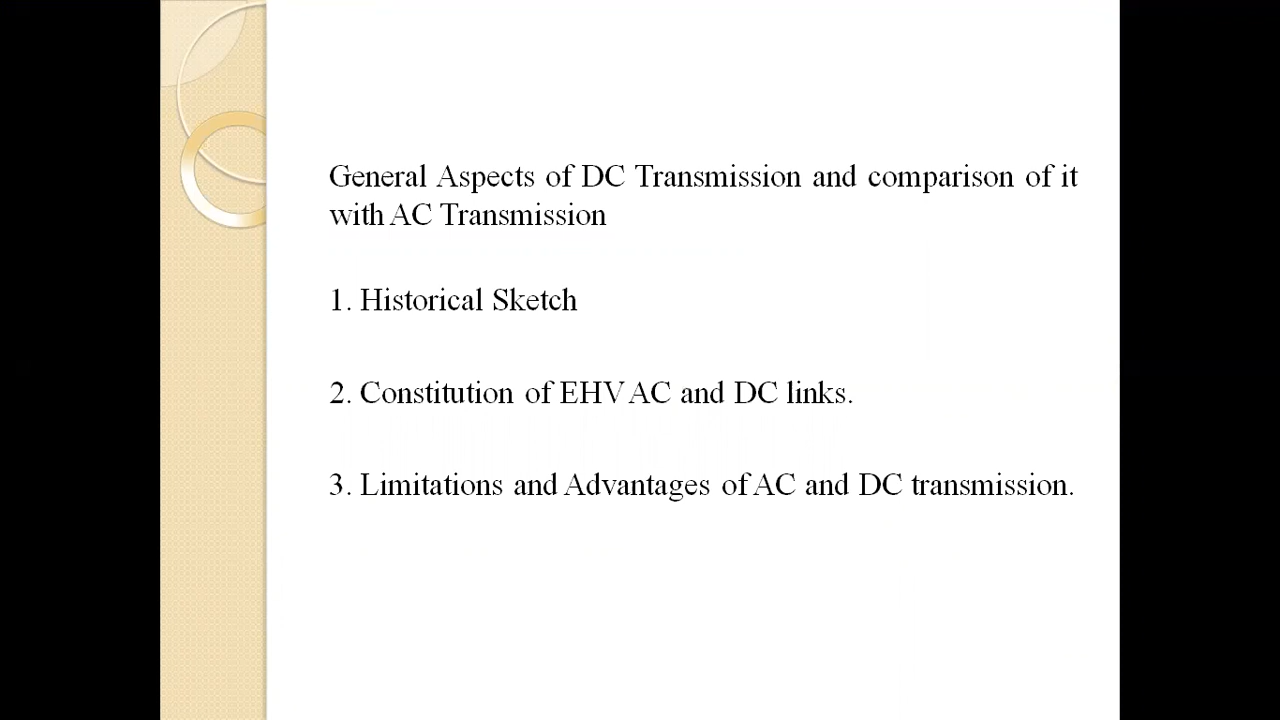 General Aspects of DC Transmission and comparison of it
with AC Transmission
1. Historical Sketch
2. Constitution of EHV AC and DC links.
3. Limitations and Advantages of AC and DC transmission.